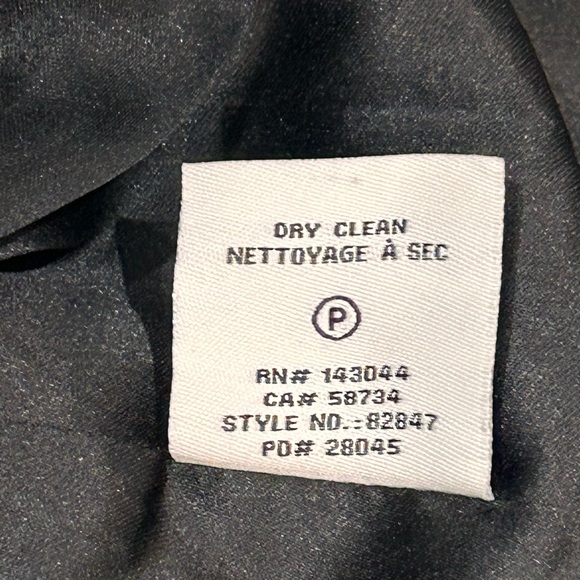 DRY CLEAN
NETTOYAGE À SEC
P
RN# 143044
CA# 58734
STYLE NO.:82847
PO# 28045